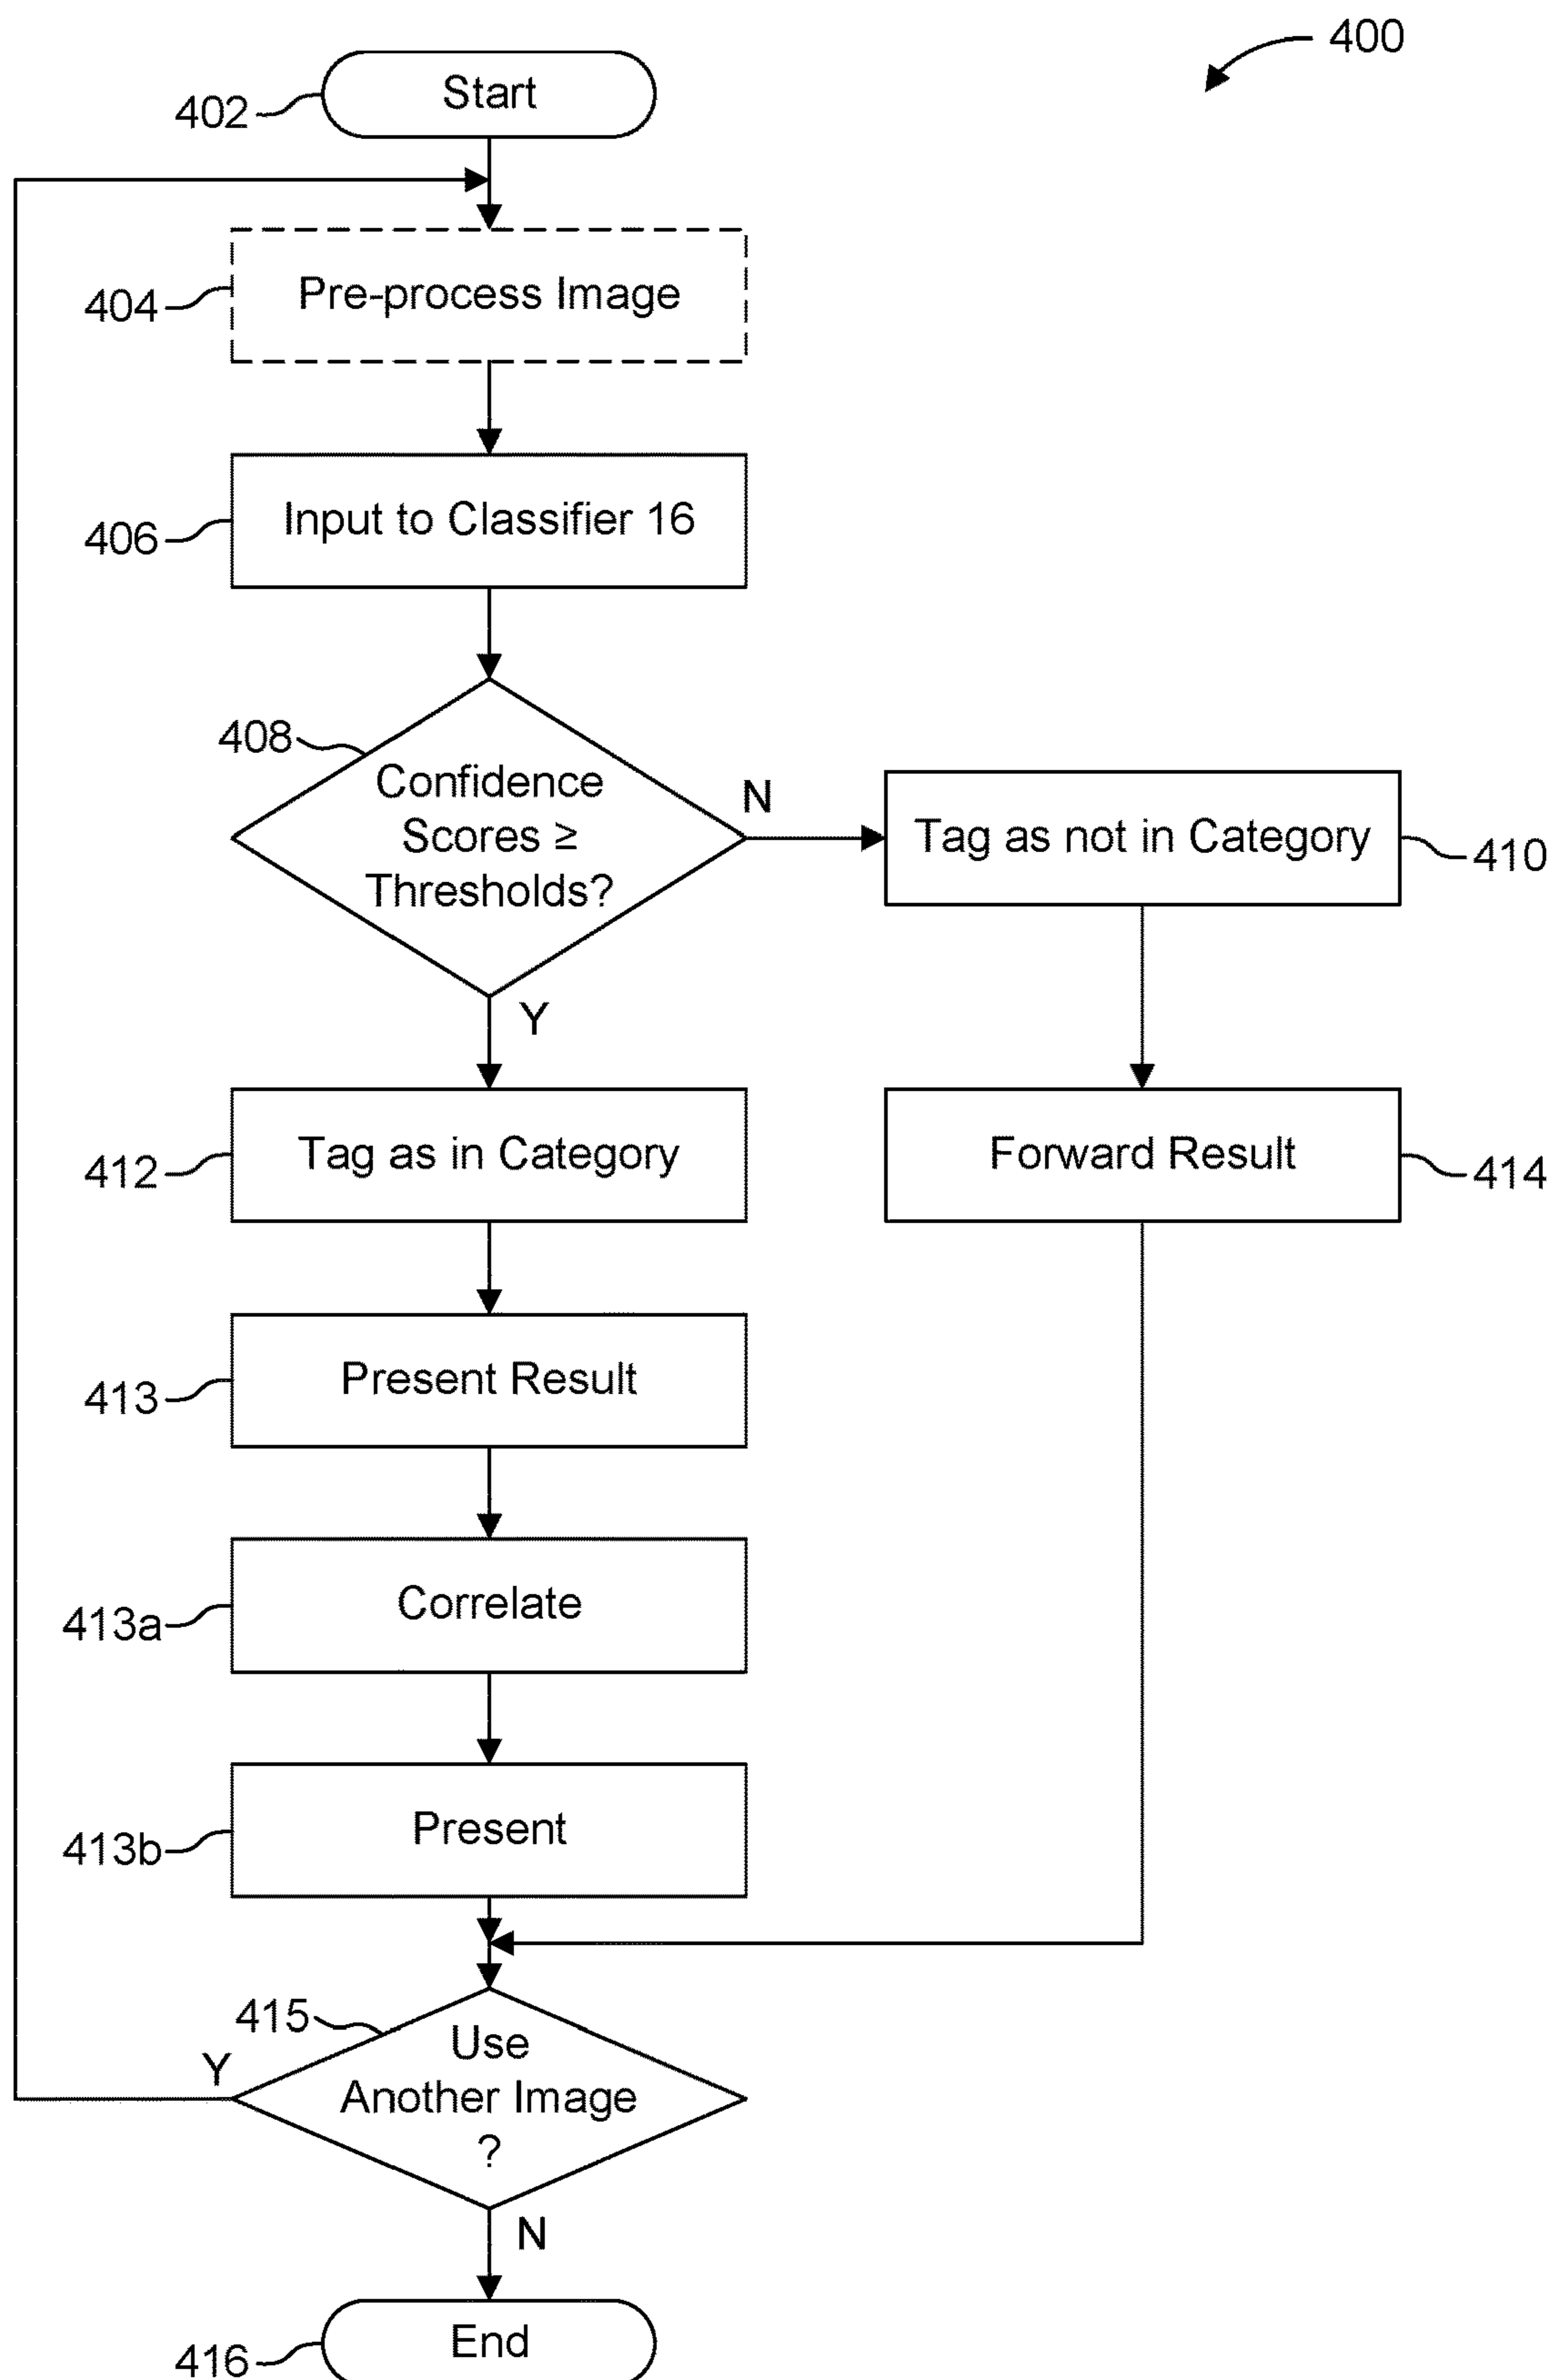 400
402
Start
404
Pre-process Image
406
Input to Classifier 16
408
Confidence
Scores ≥
Thresholds?
N
Tag as not in Category
410
Y
412
Tag as in Category
Forward Result
414
413
Present Result
413a
Correlate
413b
Present
415
Use
Another Image
?
Y
N
416
End